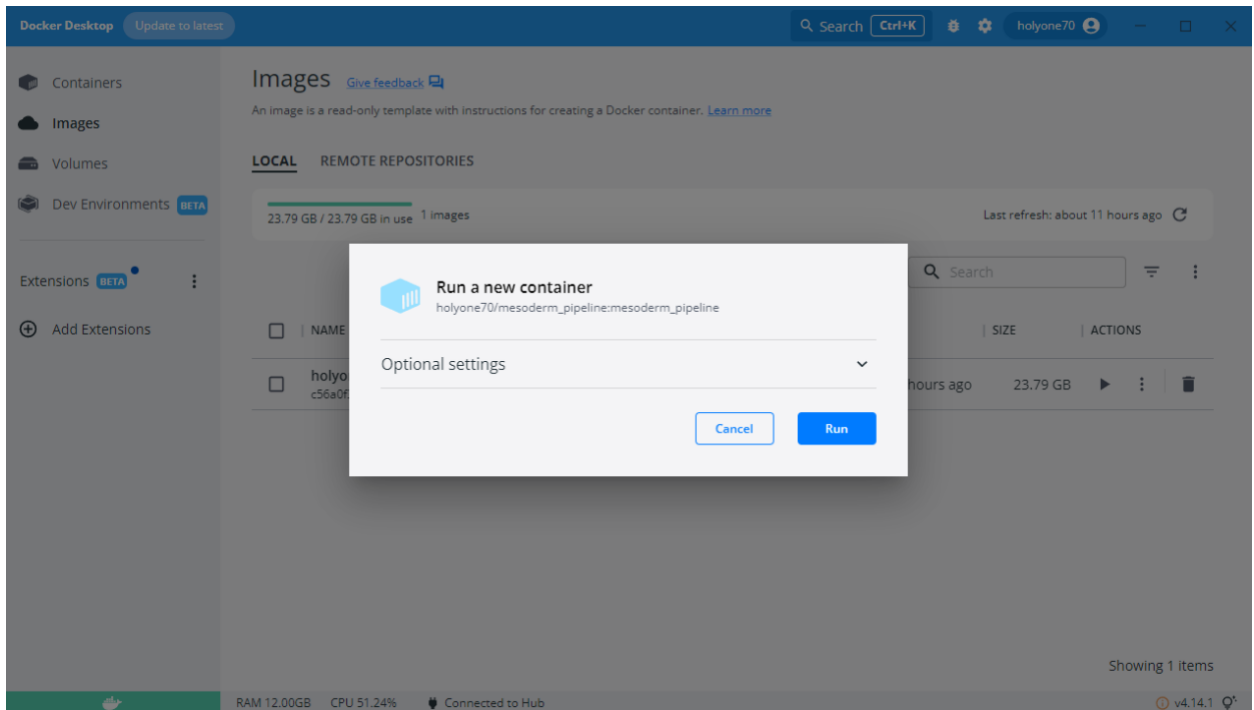 Docker Desktop Update to latest Search Ctrl+K holyone70
Containers
Images
Volumes
Dev Environments BETA
Extensions BETA
Add Extensions
Images Give feedback
An image is a read-only template with instructions for creating a Docker container. Learn more
LOCAL REMOTE REPOSITORIES
23.79 GB / 23.79 GB in use 1 images Last refresh: about 11 hours ago
Search
NAME SIZE ACTIONS
holyo hours ago 23.79 GB
c56a0f
Run a new container
holyone70/mesoderm_pipeline:mesoderm_pipeline
Optional settings
Cancel Run
Showing 1 items
RAM 12.00GB CPU 51.24% Connected to Hub v4.14.1